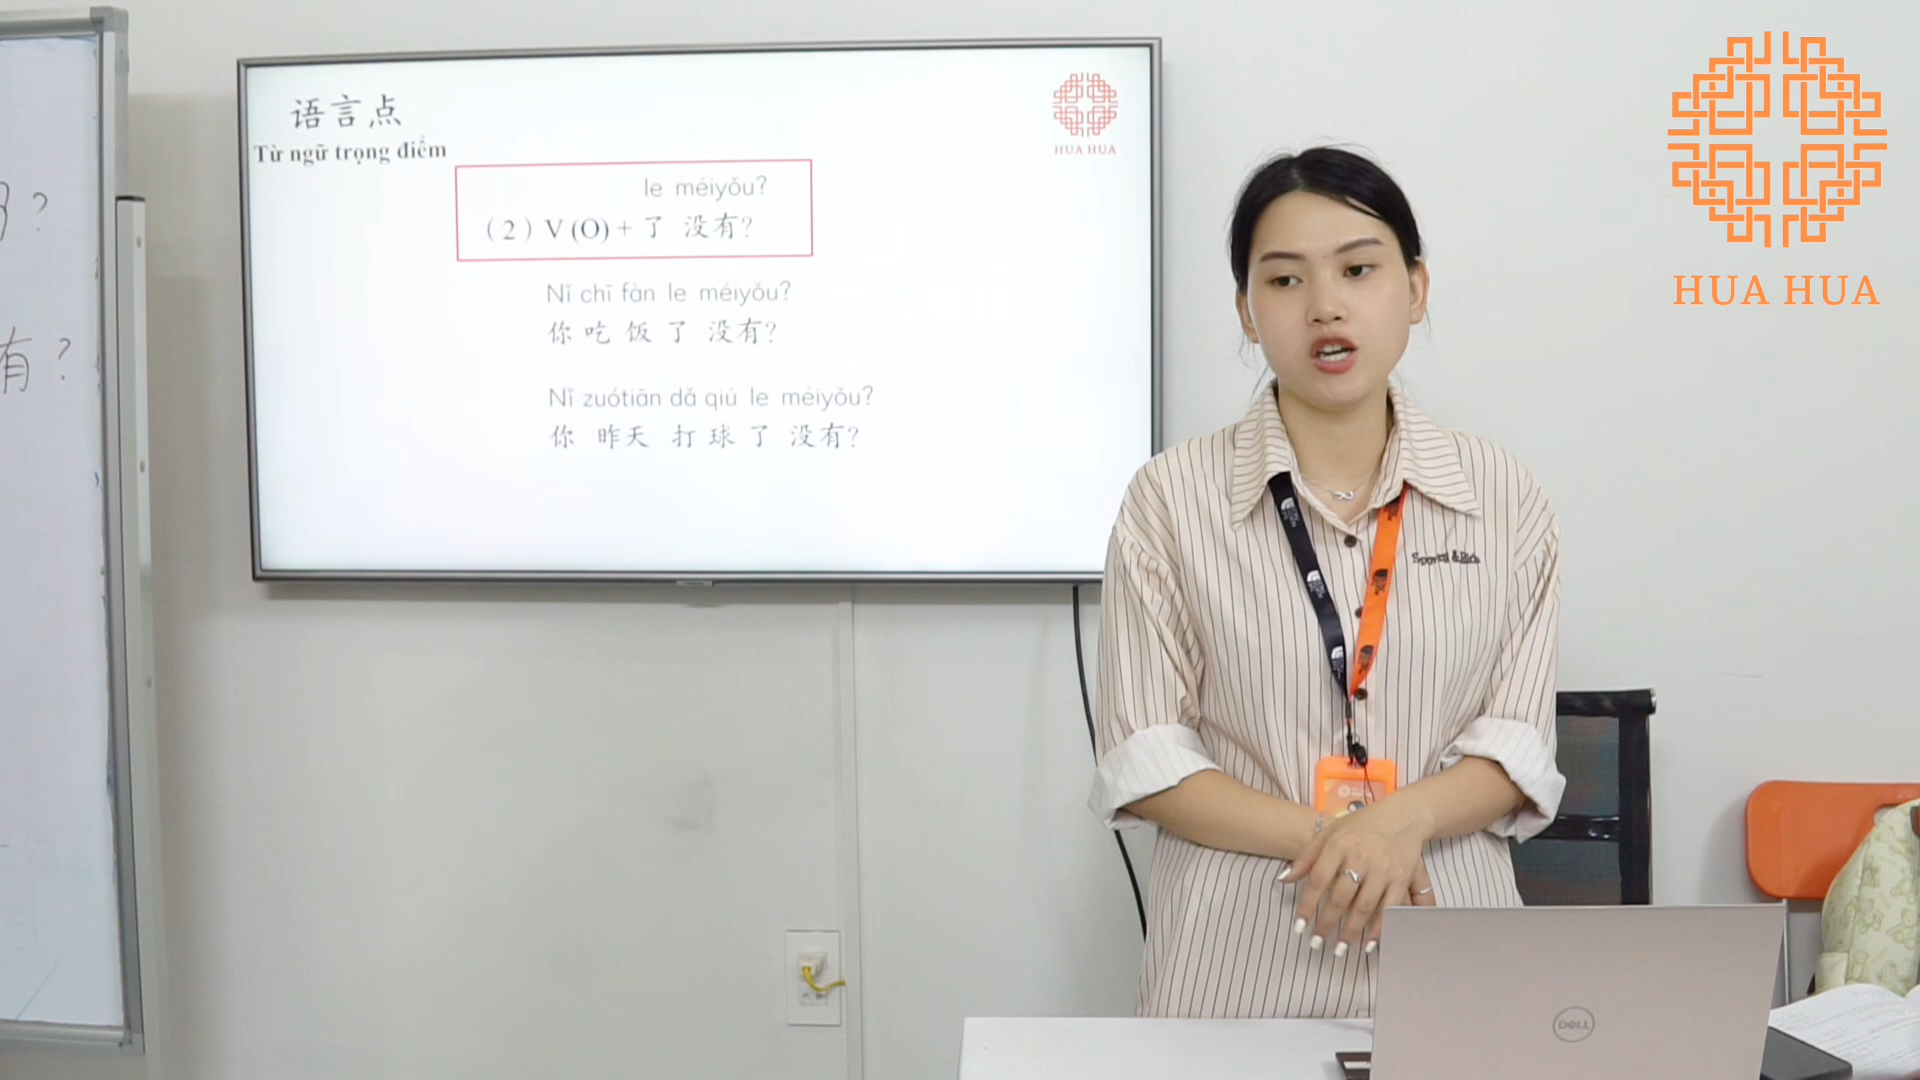 ? 
有?
语言点
Từ ngữ trọng điểm
HUA HUA
le méiyǒu?
(2) V (O) + 了 没有?
Nǐ chī fàn le méiyǒu?
你 吃 饭 了 没有?
Nǐ zuótiān dǎ qiú le méiyǒu?
你 昨天 打 球 了 没有?
HUA HUA
DELL